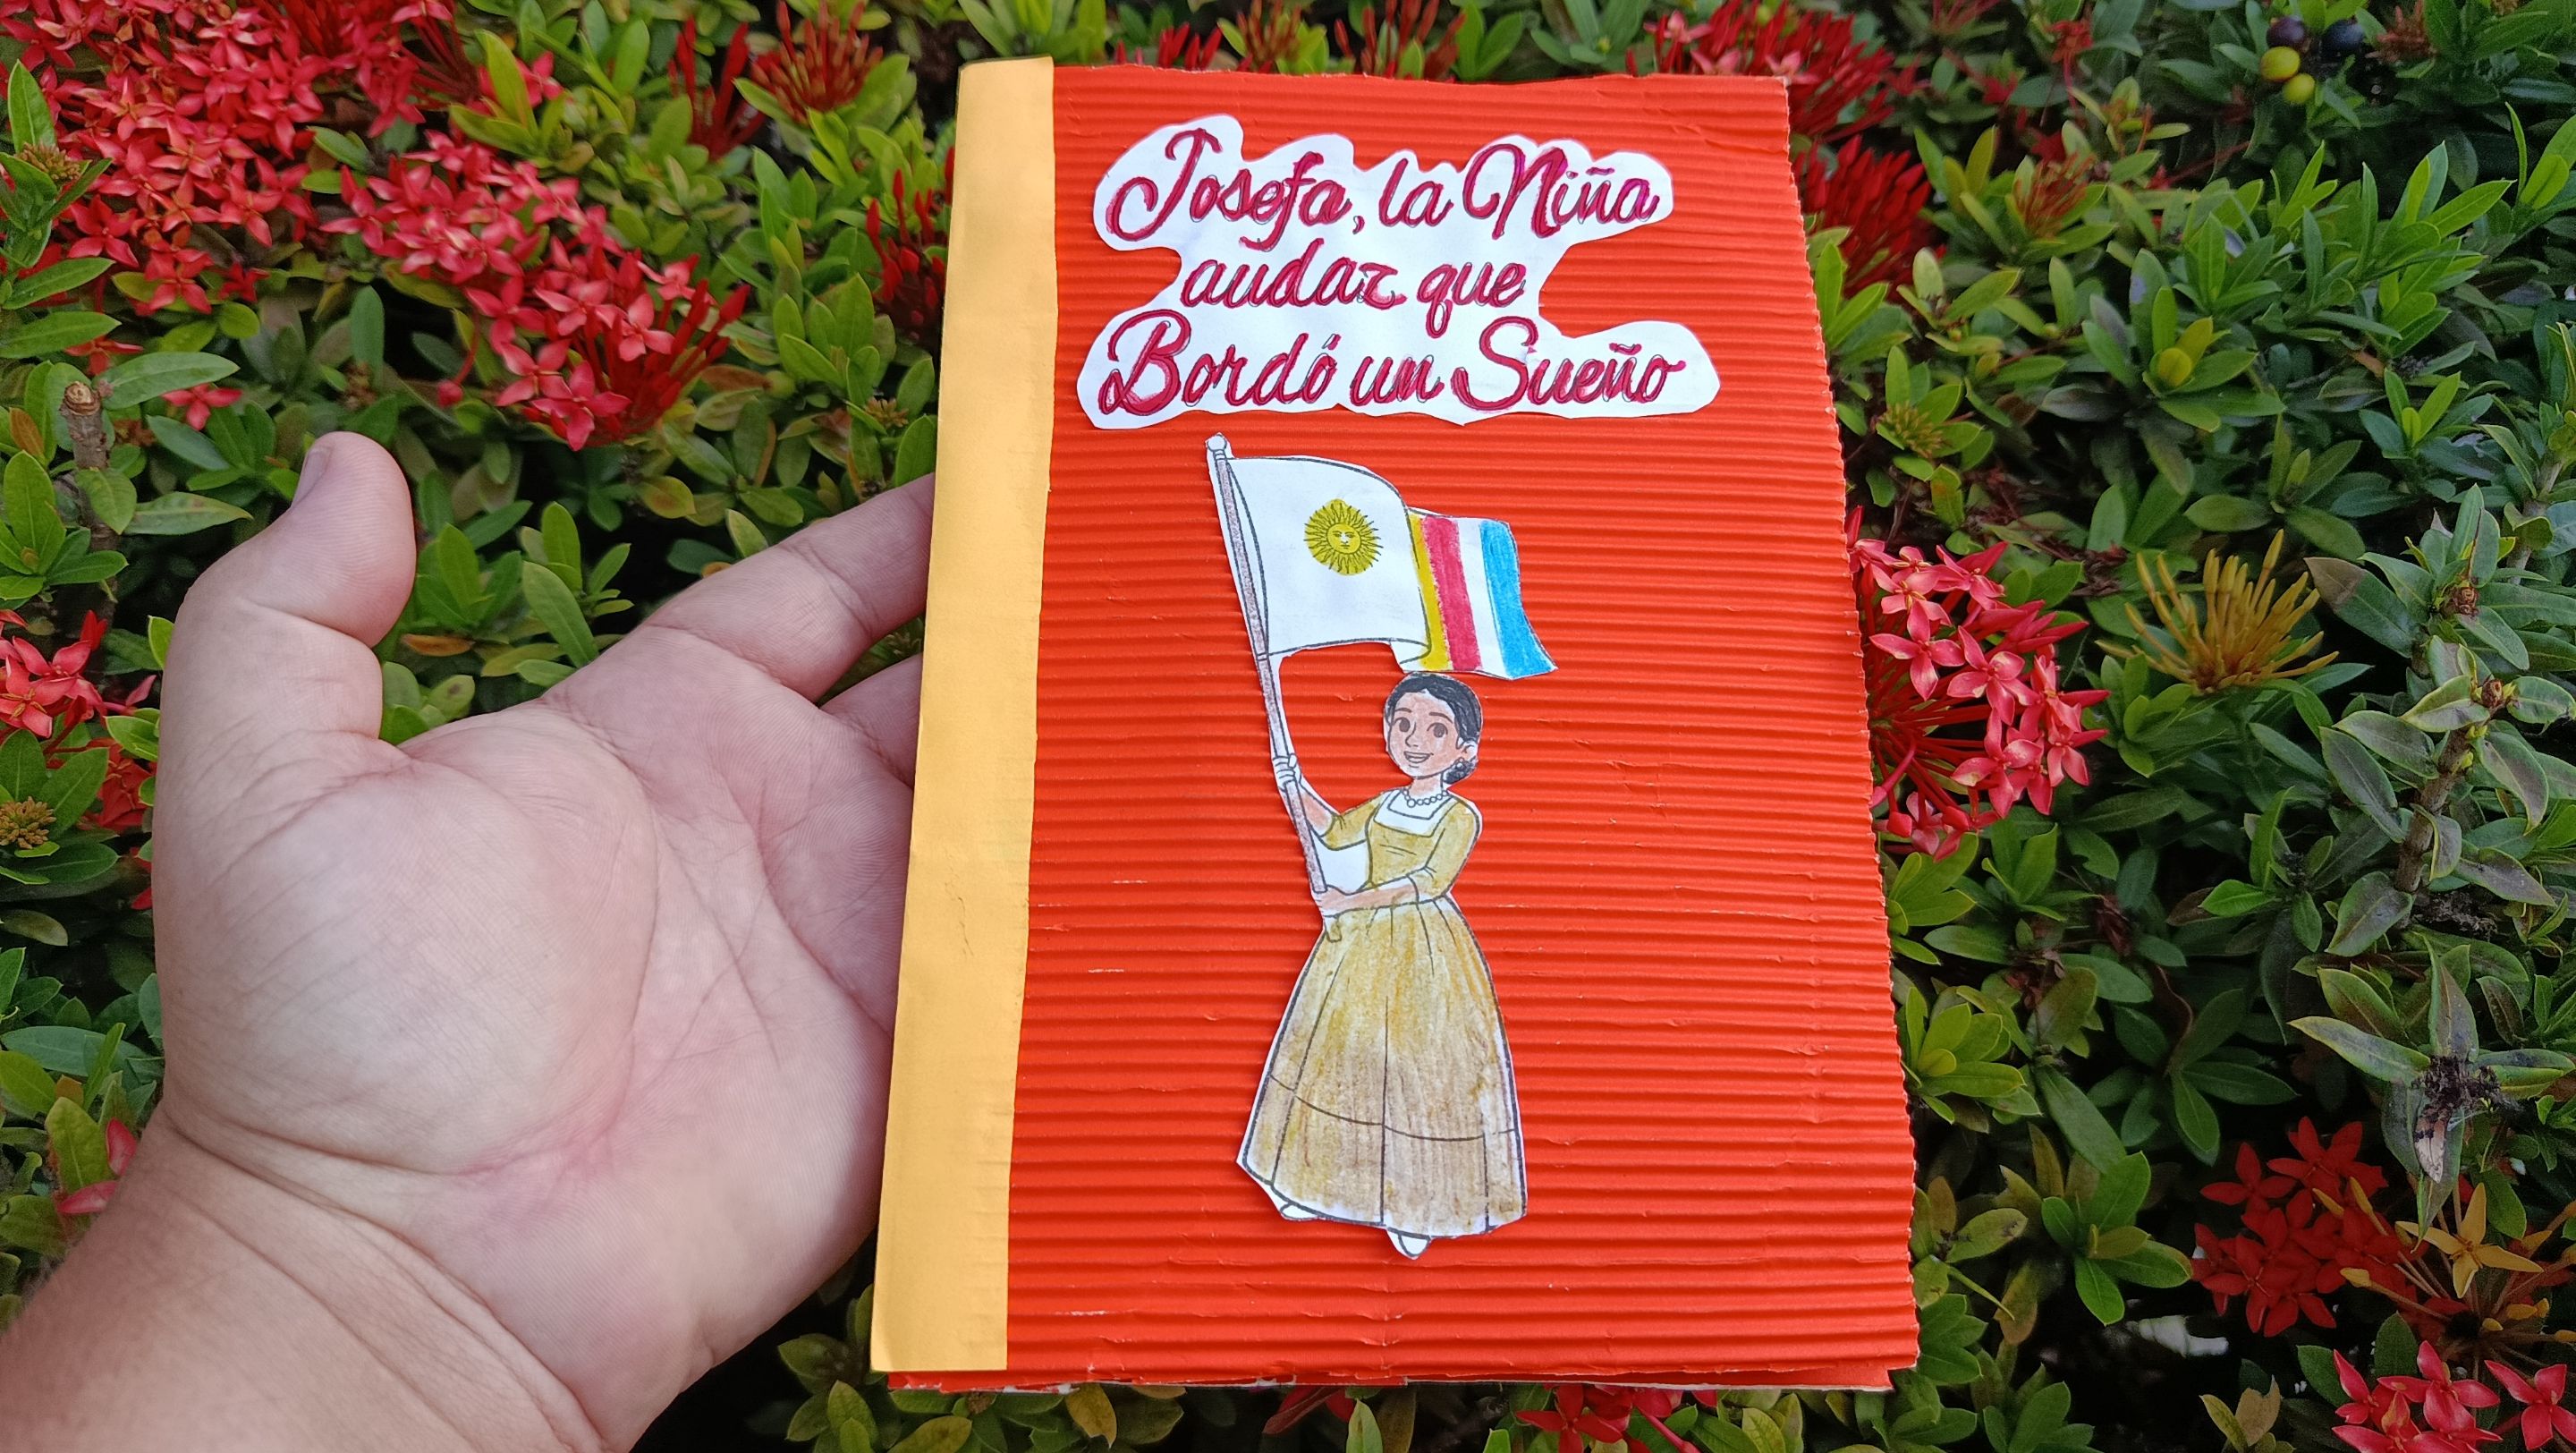 Josefa, la Niña
audaz que
Bordó un Sueño